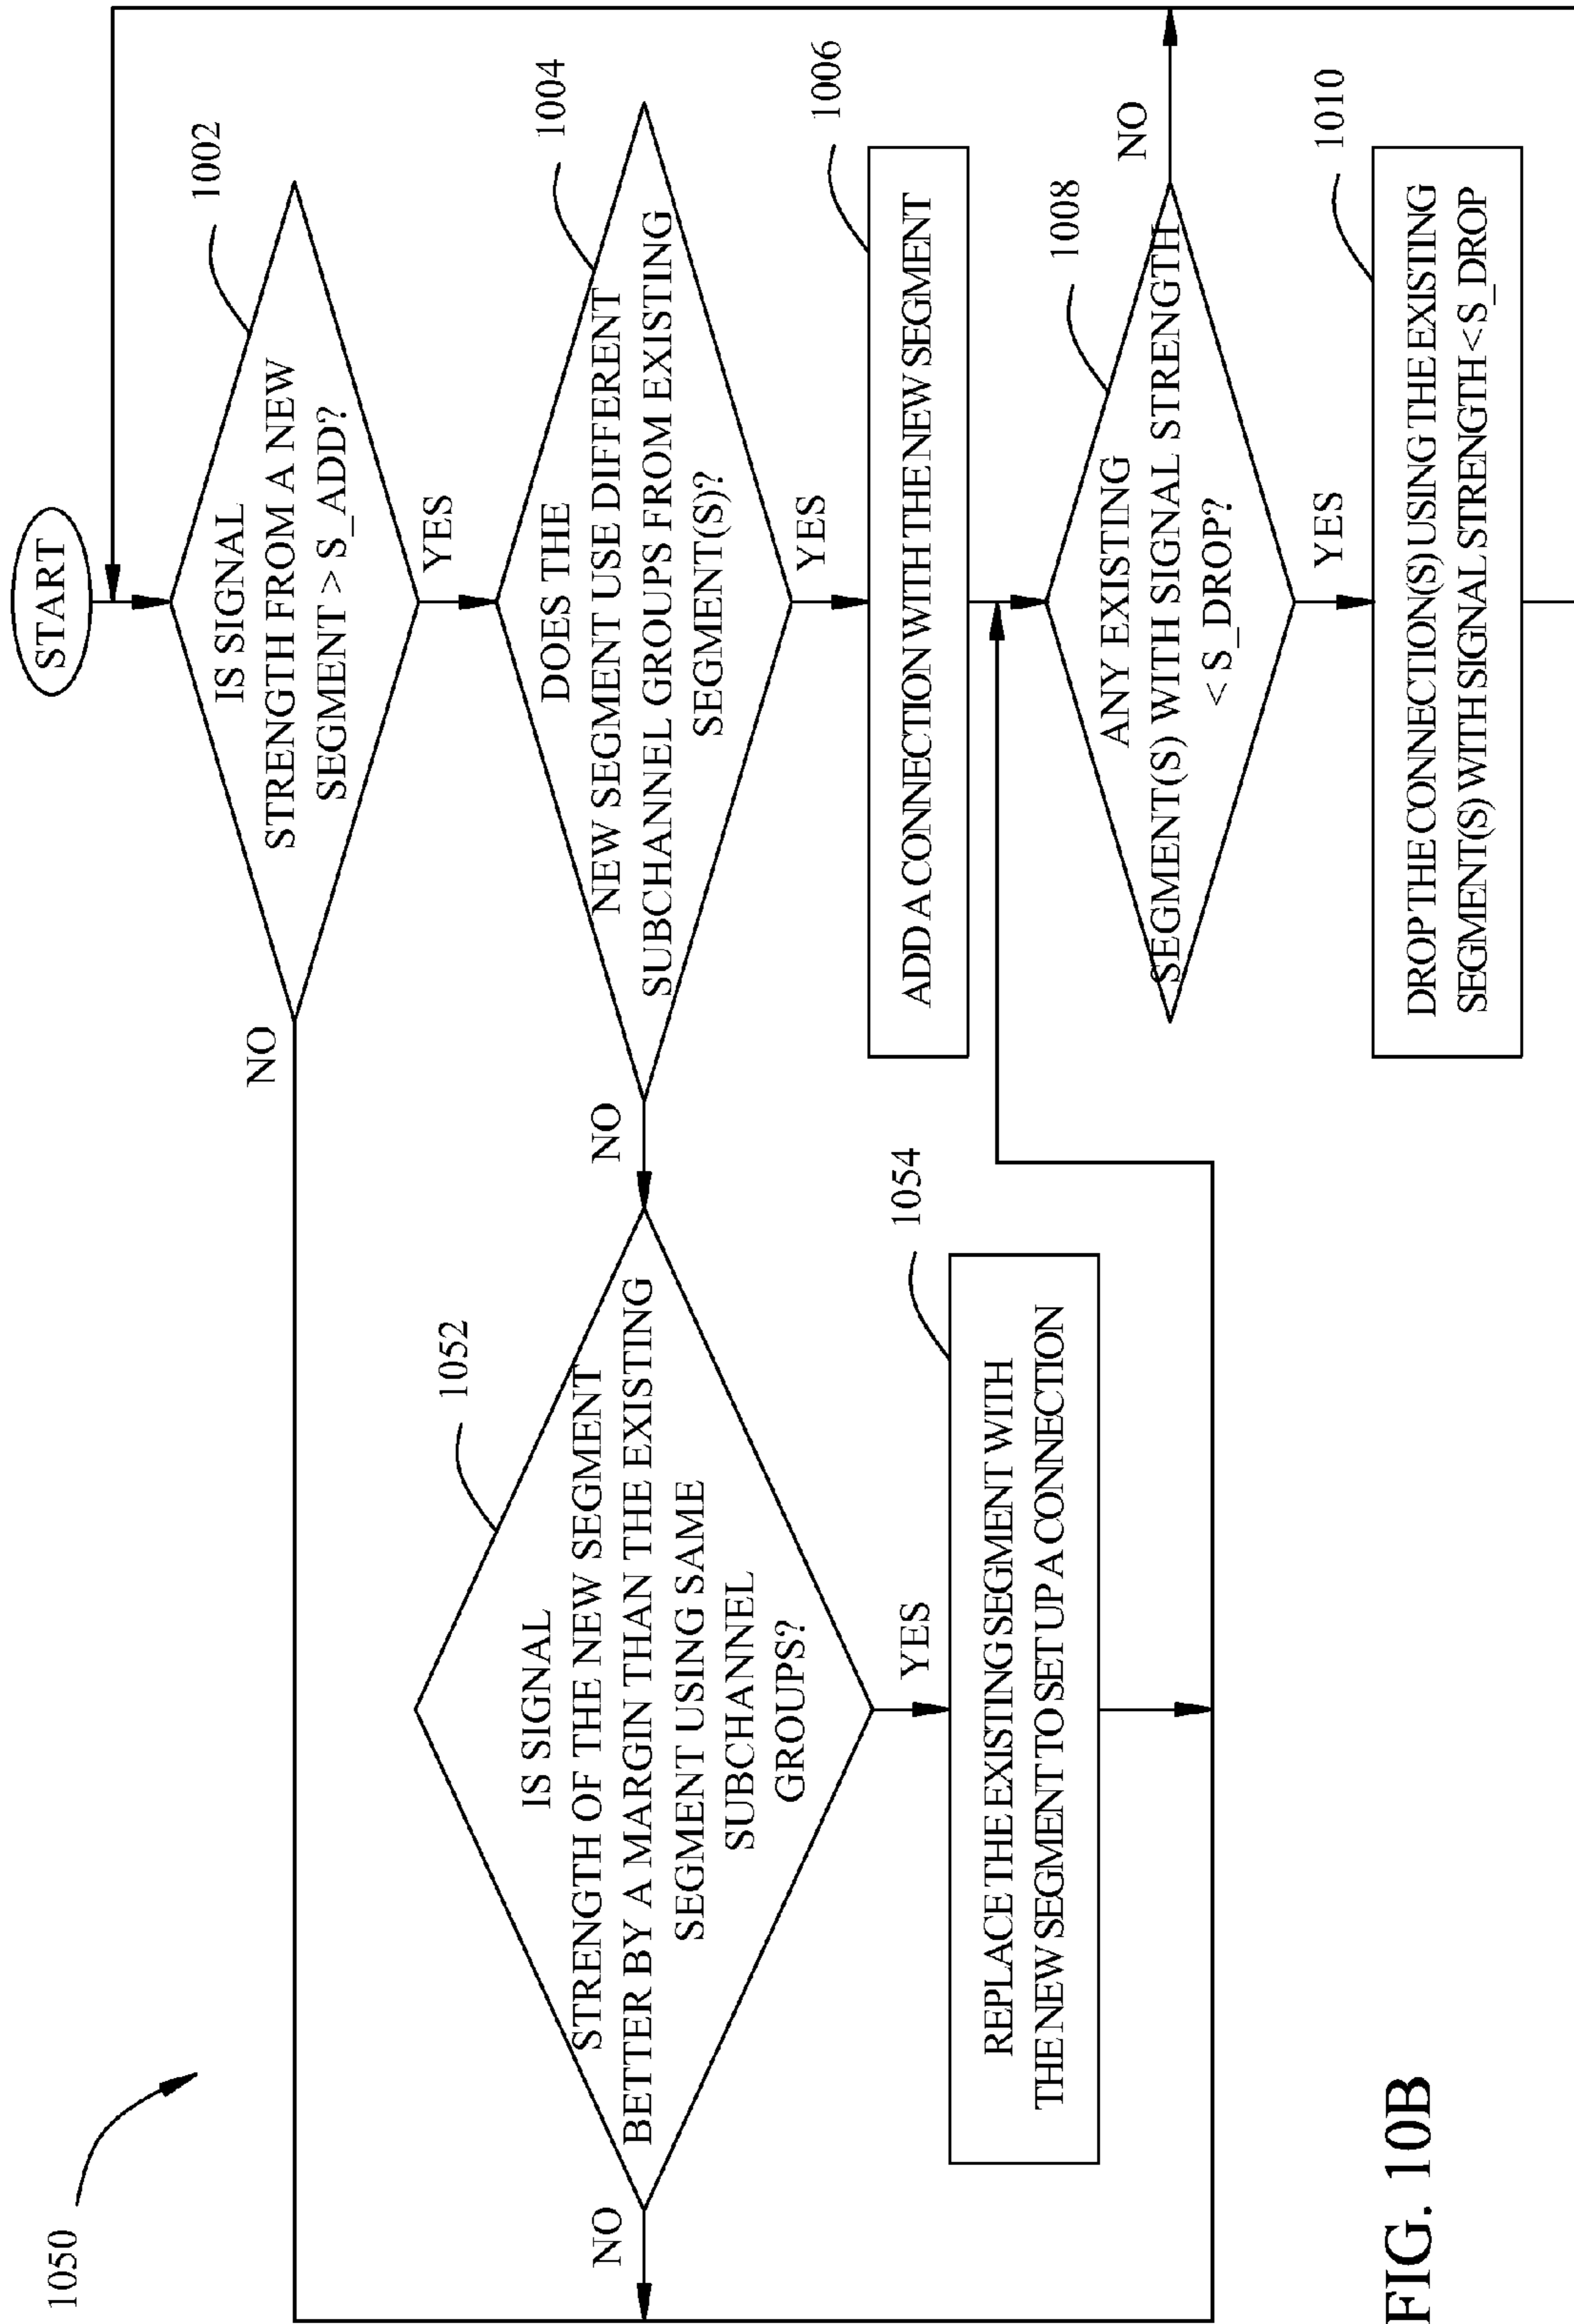 1050
START
IS SIGNAL
STRENGTH FROM A NEW
SEGMENT > S_ADD?
1002
NO
YES
DOES THE
NEW SEGMENT USE DIFFERENT
SUBCHANNEL GROUPS FROM EXISTING
SEGMENT(S)?
1004
NO
YES
IS SIGNAL
STRENGTH OF THE NEW SEGMENT
BETTER BY A MARGIN THAN THE EXISTING
SEGMENT USING SAME
SUBCHANNEL
GROUPS?
1052
NO
YES
ADD A CONNECTION WITH THE NEW SEGMENT
1006
REPLACE THE EXISTING SEGMENT WITH
THE NEW SEGMENT TO SET UP A CONNECTION
1054
ANY EXISTING
SEGMENT(S) WITH SIGNAL STRENGTH
< S_DROP?
1008
NO
YES
DROP THE CONNECTION(S) USING THE EXISTING
SEGMENT(S) WITH SIGNAL STRENGTH < S_DROP
1010
FIG. 10B